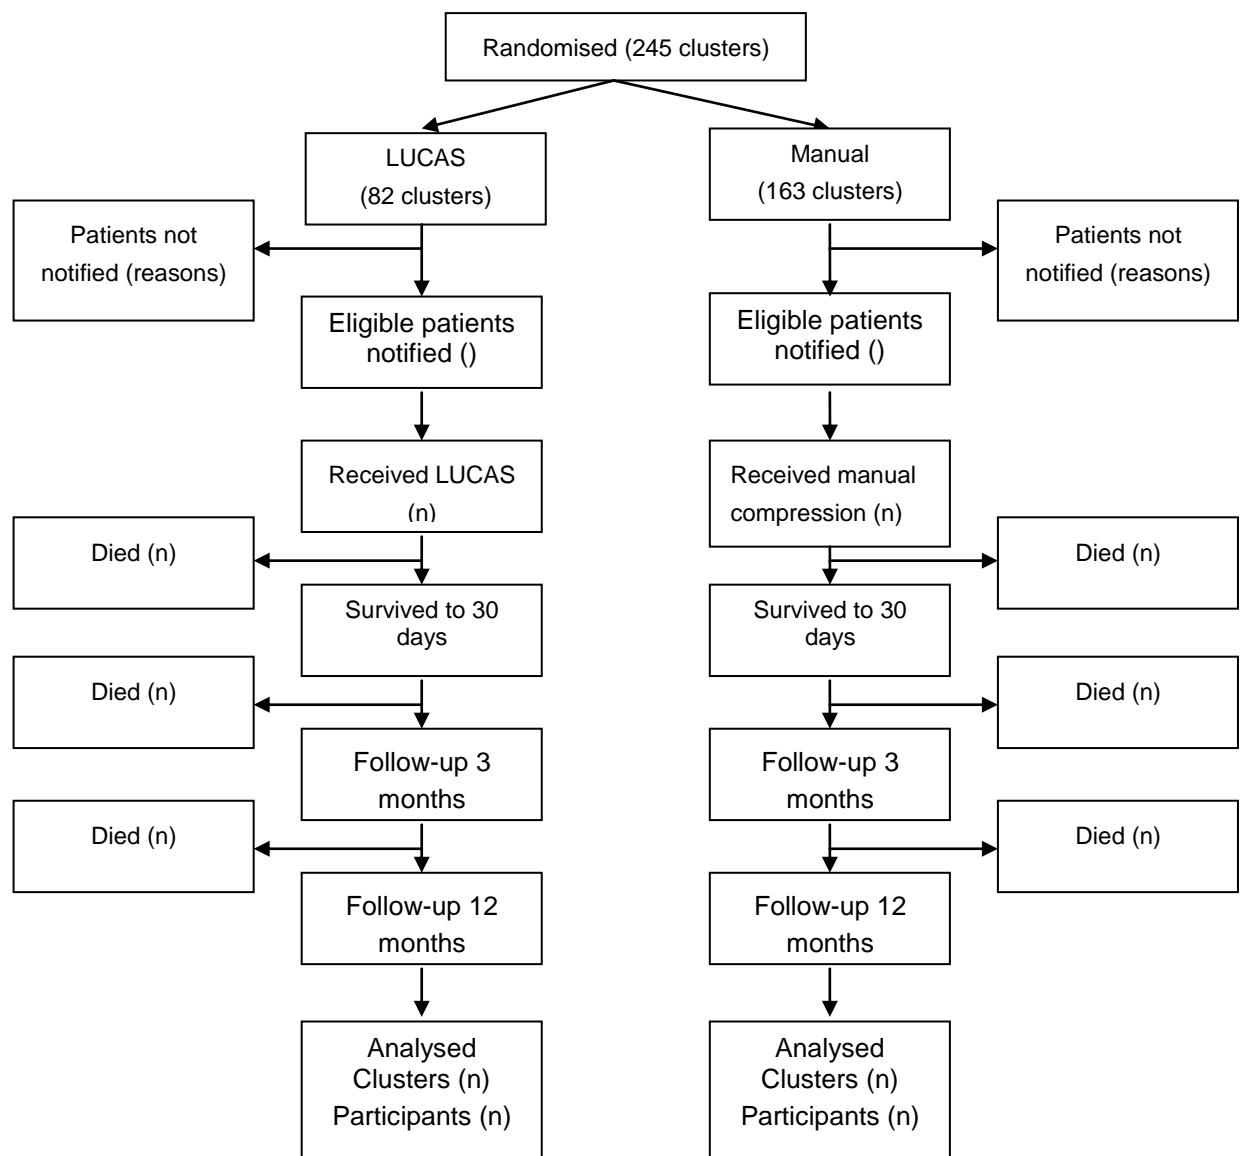 Randomised (245 clusters)
LUCAS
(82 clusters)
Manual
(163 clusters)
Patients not
notified (reasons)
Patients not
notified (reasons)
Eligible patients
notified ()
Eligible patients
notified ()
Received LUCAS
(n)
Received manual
compression (n)
Died (n)
Died (n)
Survived to 30
days
Survived to 30
days
Died (n)
Died (n)
Follow-up 3
months
Follow-up 3
months
Died (n)
Died (n)
Follow-up 12
months
Follow-up 12
months
Analysed
Clusters (n)
Participants (n)
Analysed
Clusters (n)
Participants (n)